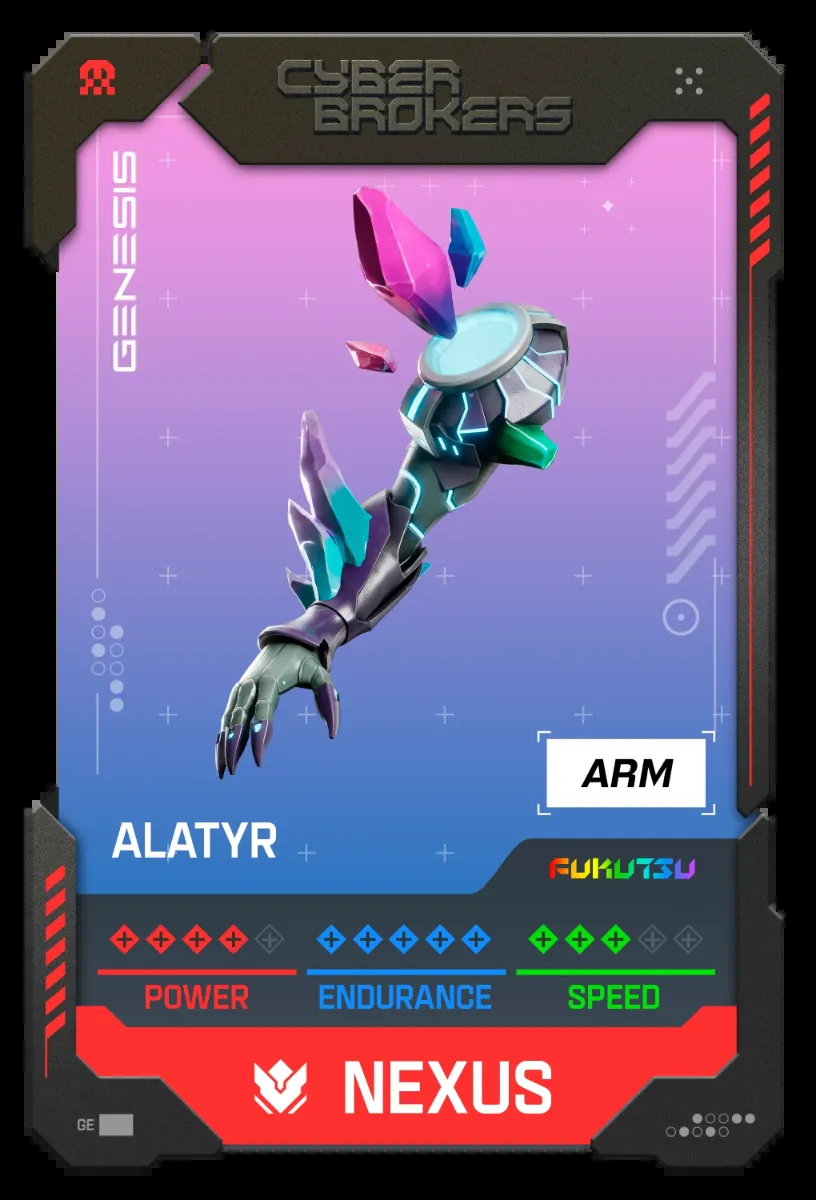 CYBER
BROKERS
GENESIS
ARM
ALATYR
FUKUTSU
POWER
ENDURANCE
SPEED
NEXUS
GE